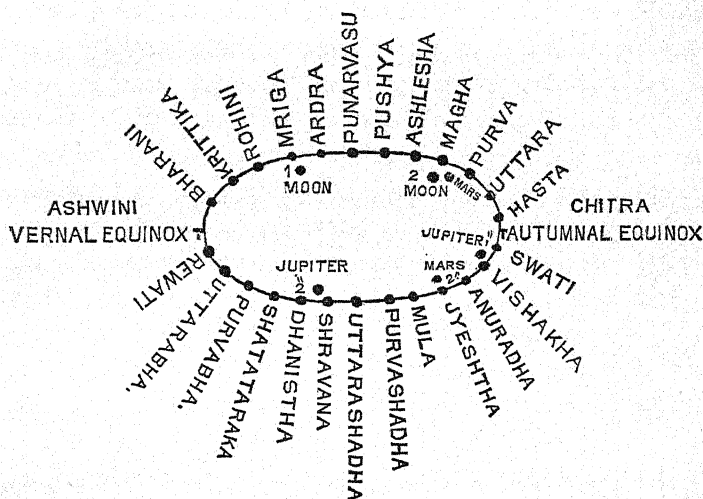 BHARANI
KRITTIKA
ROHINI
MRIGA
ARDRA
PUNARVASU
PUSHYA
ASHLESHA
MAGHA
PURVA
UTTARA
HASTA
1
MOON
2
MOON
MARS
ASHWINI
VERNAL EQUINOX
CHITRA
AUTUMNAL EQUINOX
JUPITER, 1"
JUPITER
"2
MARS
2"
REWATI
UTTARABHA.
PURVABHA.
SHATATARAKA
DHANISTHA
SHRAVANA
UTTARASHADHA
PURVASHADHA
MULA
JYESHTHA
ANURADHA
VISHAKHA
SWATI